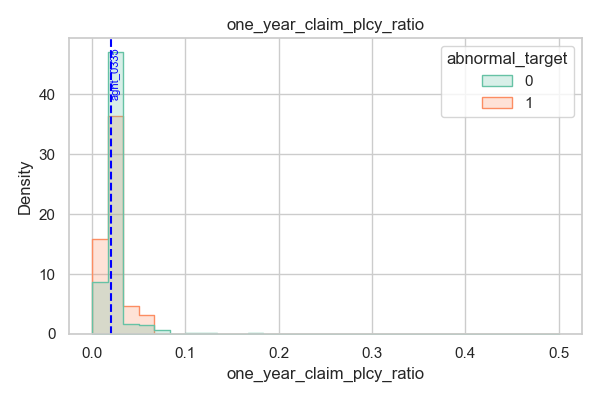 one_year_claim_plcy_ratio
agnt_0335
abnormal_target
0
1
Density
40
30
20
10
0
0.0 0.1 0.2 0.3 0.4 0.5
one_year_claim_plcy_ratio